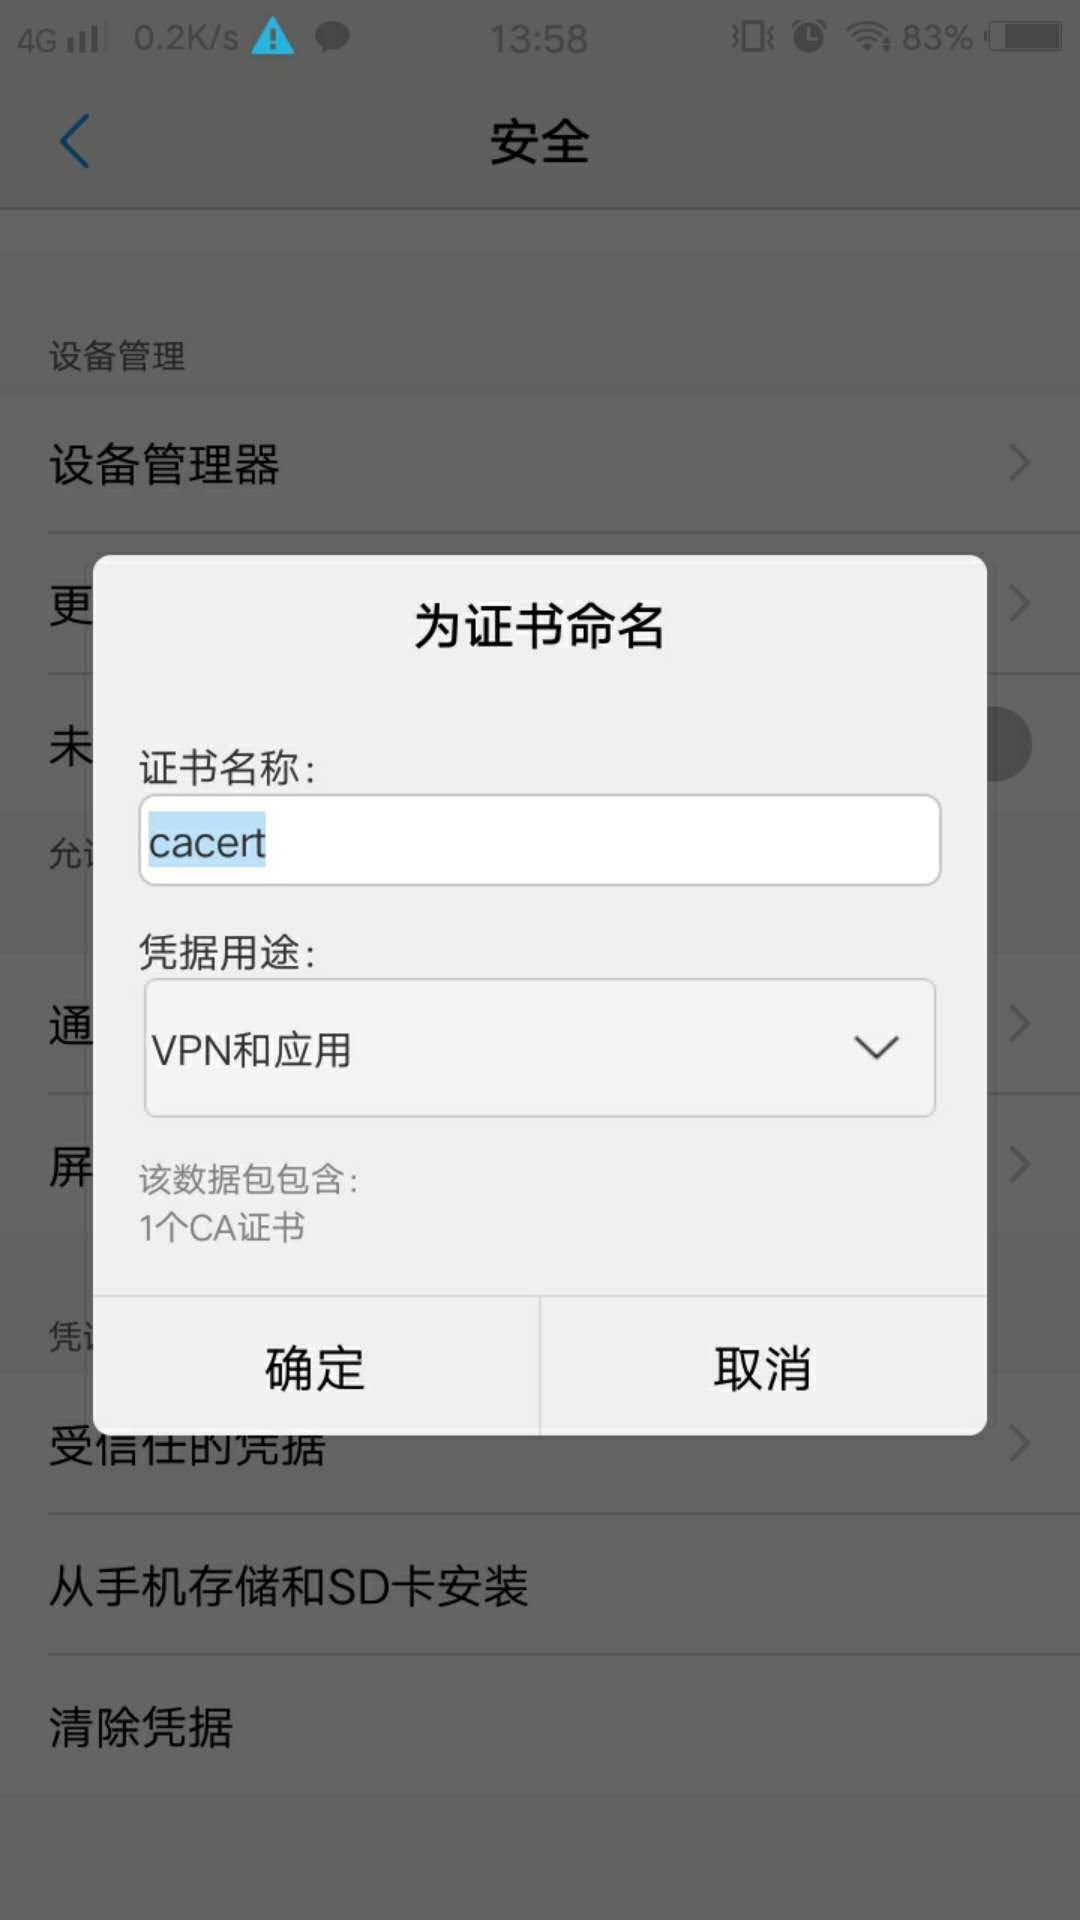 4G 0.2K/s 13:58 83%
安全
设备管理
设备管理器
更
为证书命名
未
证书名称：
cacert
允许
凭据用途：
通
VPN和应用
屏
该数据包包含：
1个CA证书
凭
确定 取消
受信任的凭据
从手机存储和SD卡安装
清除凭据